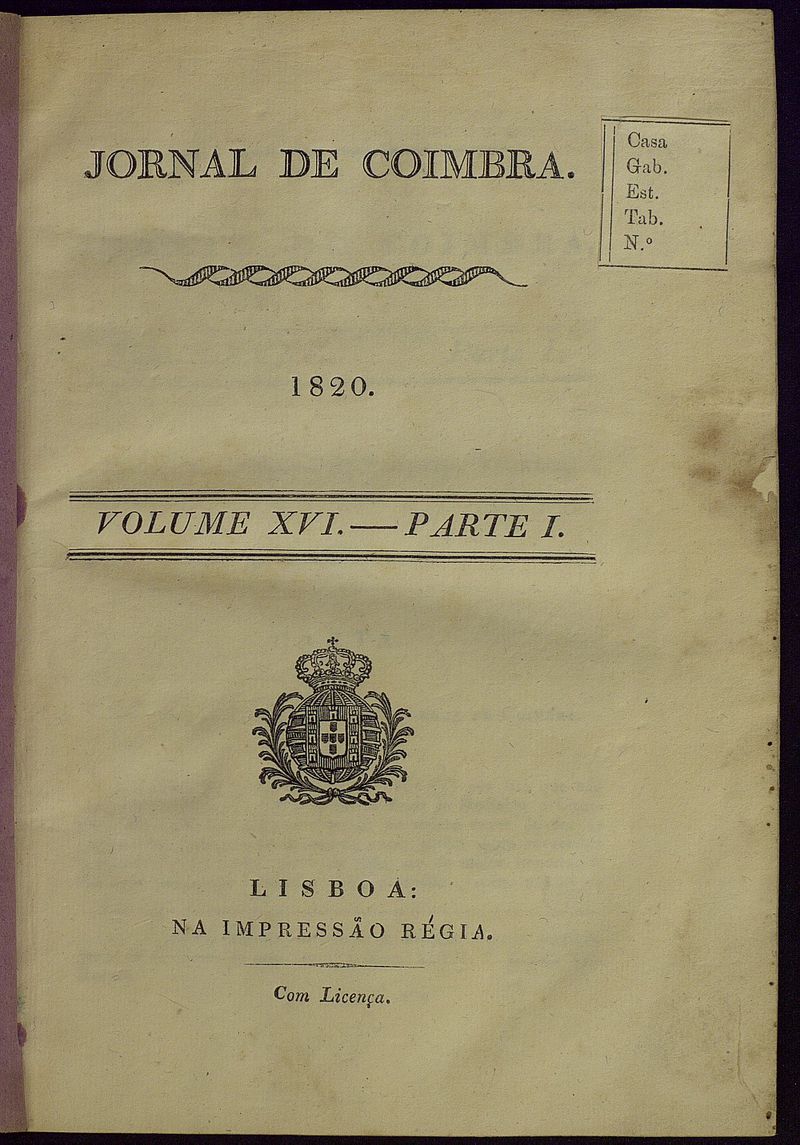 JORNAL DE COIMBRA.
Casa
Gab.
Est.
Tab.
N.º
1820.
VOLUME XVI. — PARTE I.
LISBOA:
NA IMPRESSÃO RÉGIA.
Com Licença.